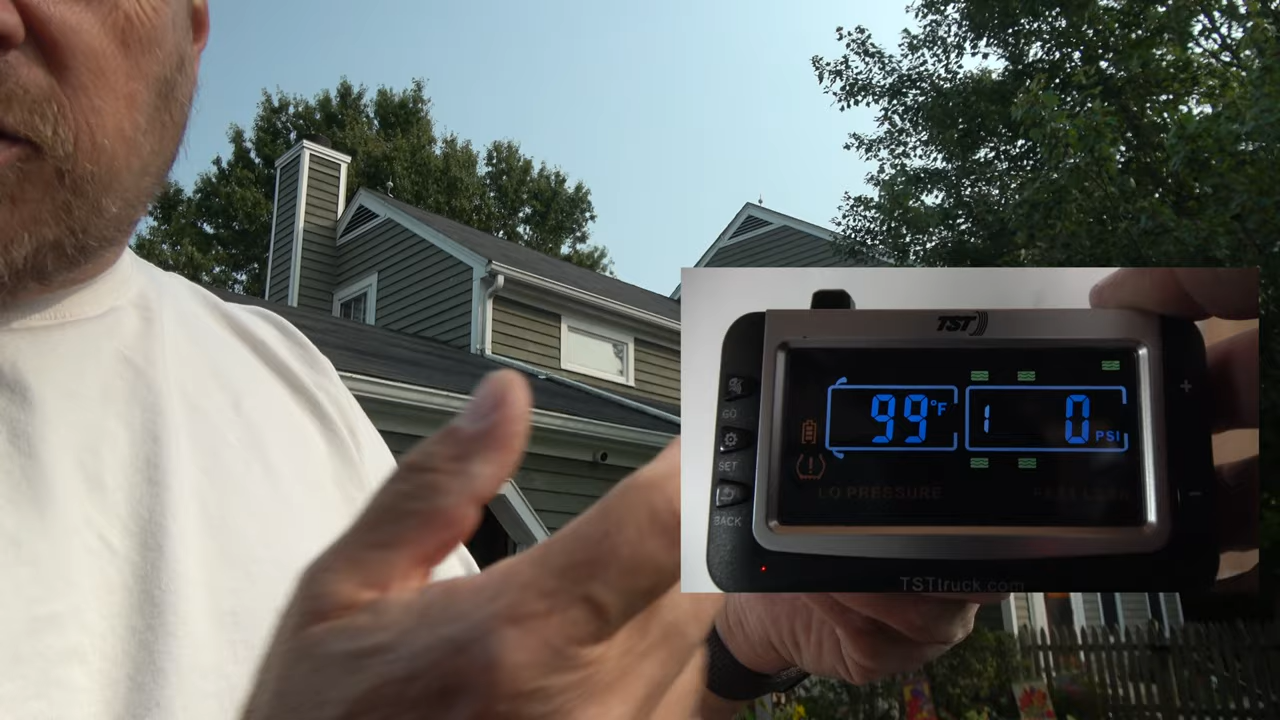 TST
99°F
1 0 PSI
GO
SET
LO PRESSURE
BACK
TSTtruck.com